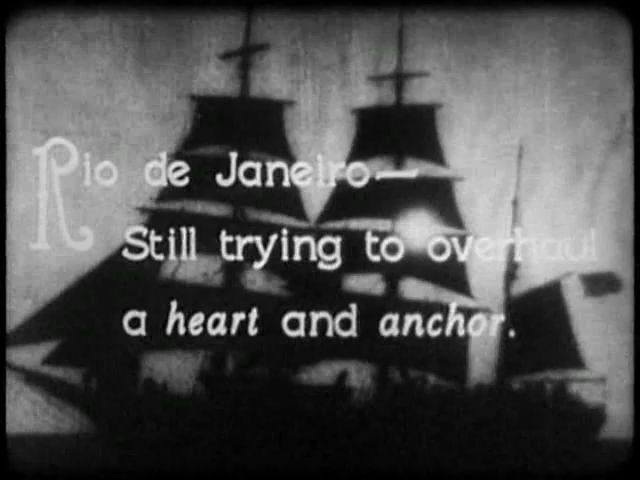 Rio de Janeiro—
Still trying to overhaul
a heart and anchor.